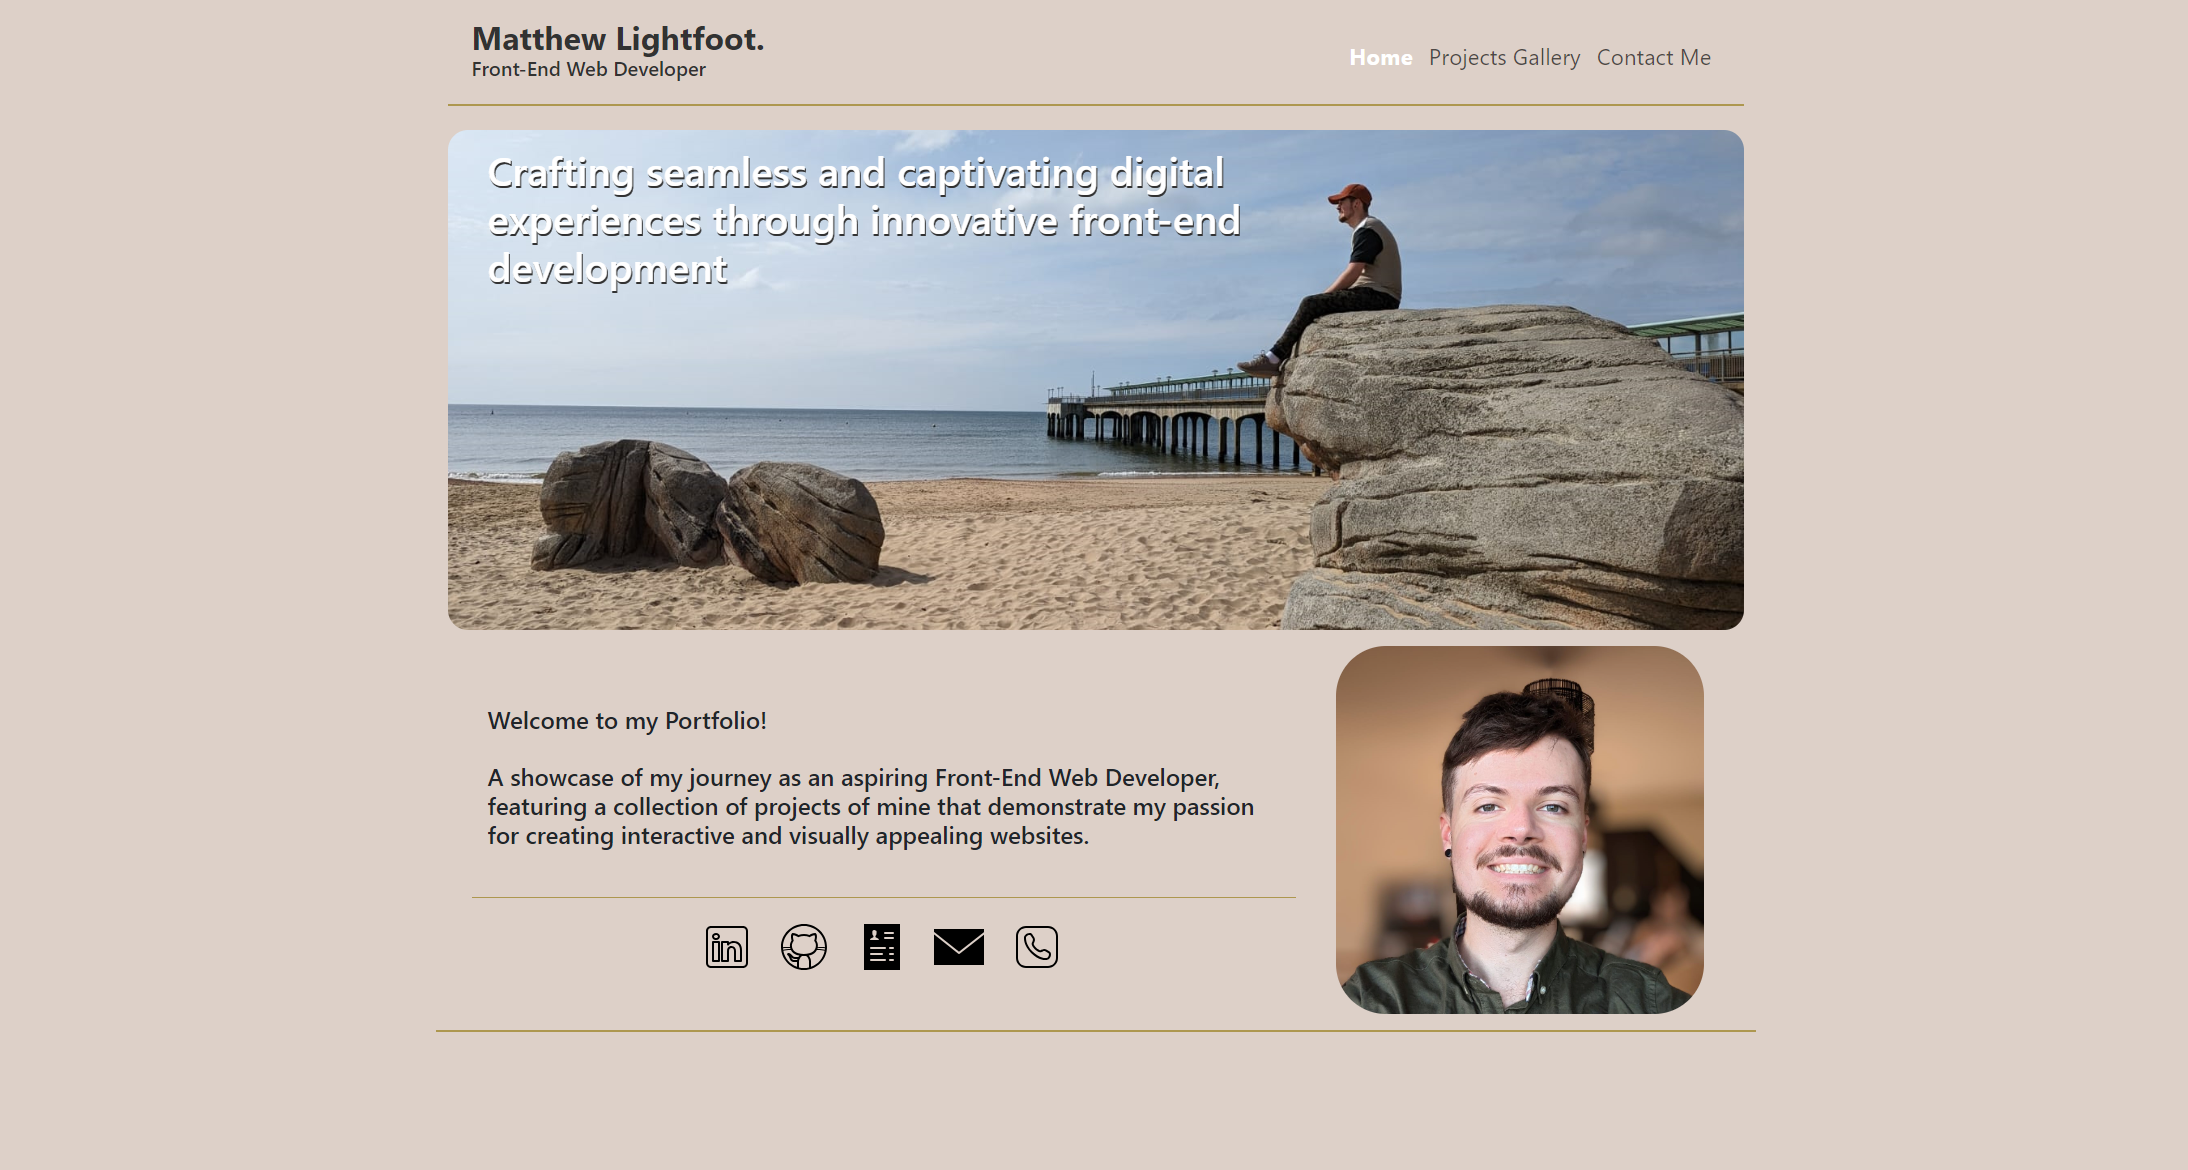 Matthew Lightfoot.
Front-End Web Developer
Home Projects Gallery Contact Me
Crafting seamless and captivating digital
experiences through innovative front-end
development
Welcome to my Portfolio!
A showcase of my journey as an aspiring Front-End Web Developer,
featuring a collection of projects of mine that demonstrate my passion
for creating interactive and visually appealing websites.
in